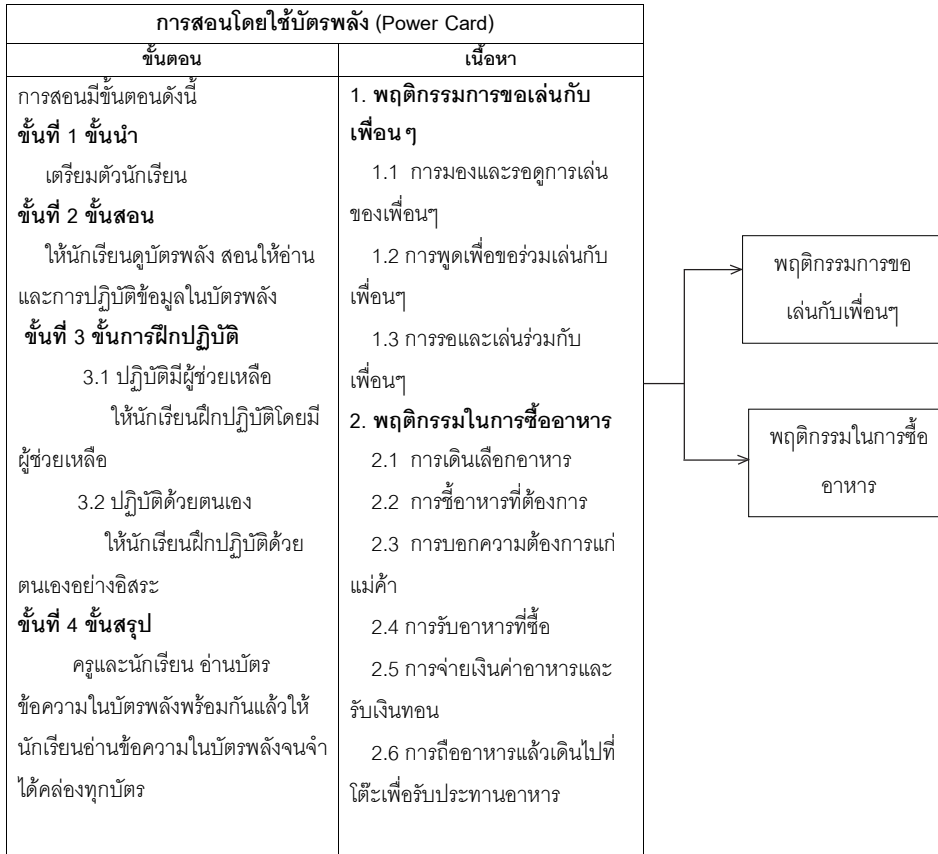 การสอนโดยใช้บัตรพลัง (Power Card)
ขั้นตอน
การสอนมีขั้นตอนดังนี้
ขั้นที่ 1 ขั้นนำ
เตรียมตัวนักเรียน
ขั้นที่ 2 ขั้นสอน
ให้นักเรียนดูบัตรพลัง สอนให้อ่าน
และการปฏิบัติข้อมูลในบัตรพลัง
ขั้นที่ 3 ขั้นการฝึกปฏิบัติ
3.1 ปฏิบัติมีผู้ช่วยเหลือ
ให้นักเรียนฝึกปฏิบัติโดยมี
ผู้ช่วยเหลือ
3.2 ปฏิบัติด้วยตนเอง
ให้นักเรียนฝึกปฏิบัติด้วย
ตนเองอย่างอิสระ
ขั้นที่ 4 ขั้นสรุป
ครูและนักเรียน อ่านบัตร
ข้อความในบัตรพลังพร้อมกันแล้วให้
นักเรียนอ่านข้อความในบัตรพลังจนจำ
ได้คล่องทุกบัตร
เนื้อหา
1. พฤติกรรมการขอเล่นกับ
เพื่อน ๆ
1.1 การมองและรอดูการเล่น
ของเพื่อนๆ
1.2 การพูดเพื่อขอร่วมเล่นกับ
เพื่อนๆ
1.3 การรอและเล่นร่วมกับ
เพื่อนๆ
2. พฤติกรรมในการซื้ออาหาร
2.1 การเดินเลือกอาหาร
2.2 การชี้อาหารที่ต้องการ
2.3 การบอกความต้องการแก่
แม่ค้า
2.4 การรับอาหารที่ซื้อ
2.5 การจ่ายเงินค่าอาหารและ
รับเงินทอน
2.6 การถืออาหารแล้วเดินไปที่
โต๊ะเพื่อรับประทานอาหาร
พฤติกรรมการขอ
เล่นกับเพื่อนๆ
พฤติกรรมในการซื้อ
อาหาร